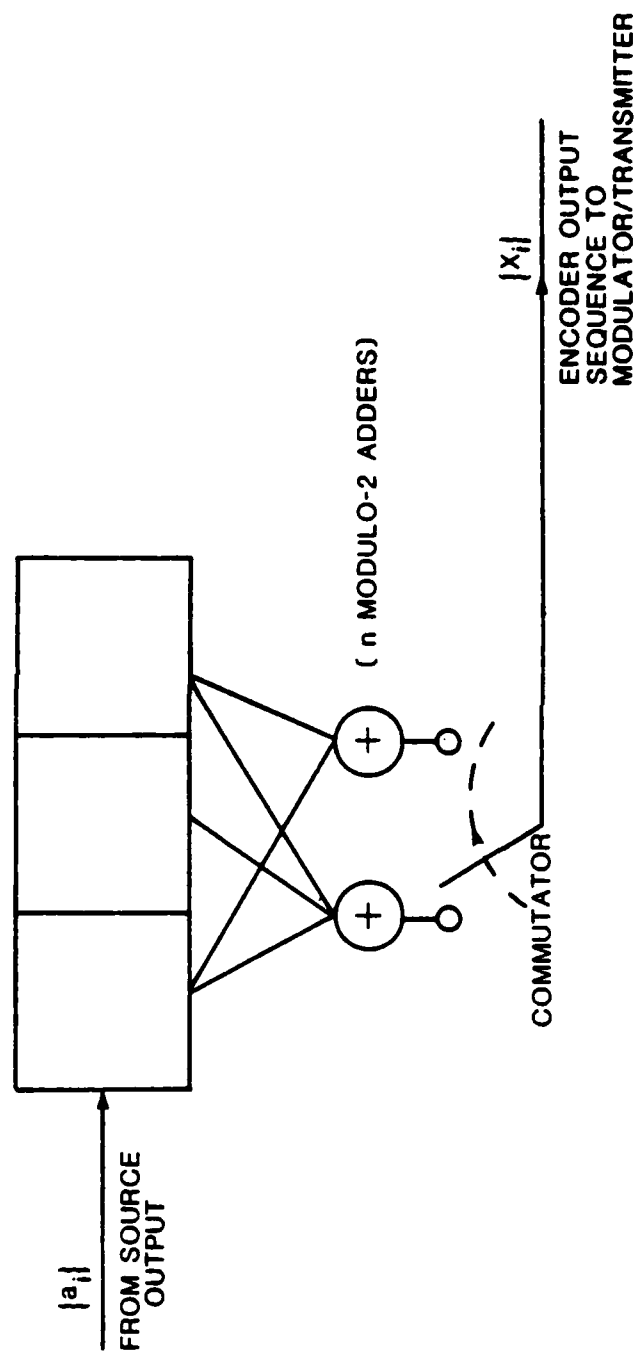 {a_i}
FROM SOURCE
OUTPUT
( n MODULO-2 ADDERS)
+
+
COMMUTATOR
{X_i}
ENCODER OUTPUT
SEQUENCE TO
MODULATOR/TRANSMITTER